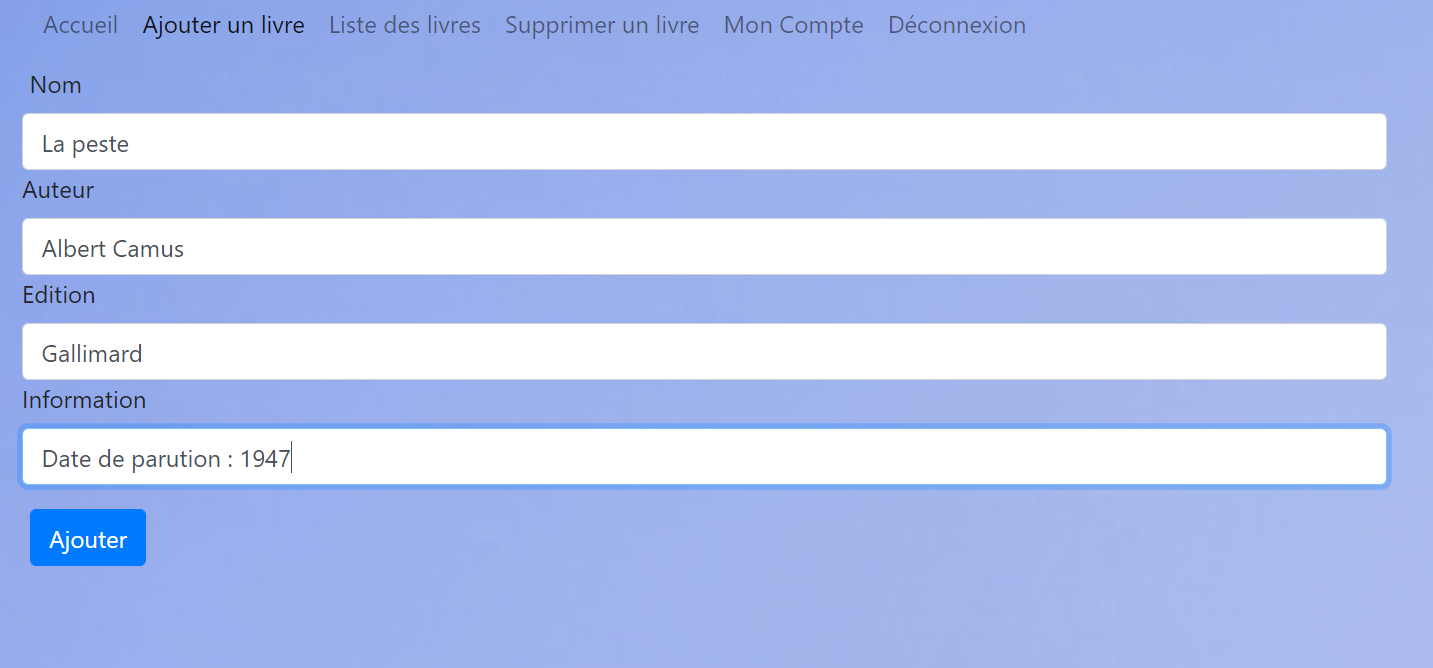 Accueil Ajouter un livre Liste des livres Supprimer un livre Mon Compte Déconnexion
Nom
La peste
Auteur
Albert Camus
Edition
Gallimard
Information
Date de parution : 1947
Ajouter